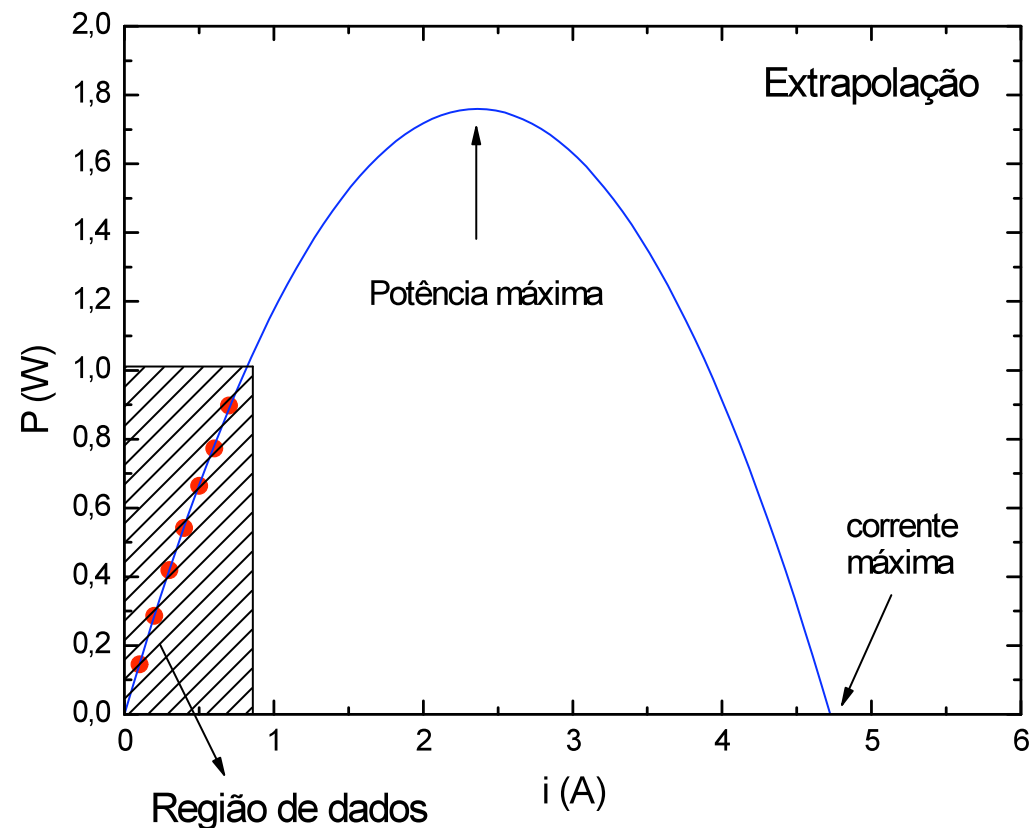 2,0
1,8
1,6
1,4
1,2
1,0
0,8
0,6
0,4
0,2
0,0
P (W)
Extrapolação
Potência máxima
corrente
máxima
0
1
2
3
4
5
6
i (A)
Região de dados